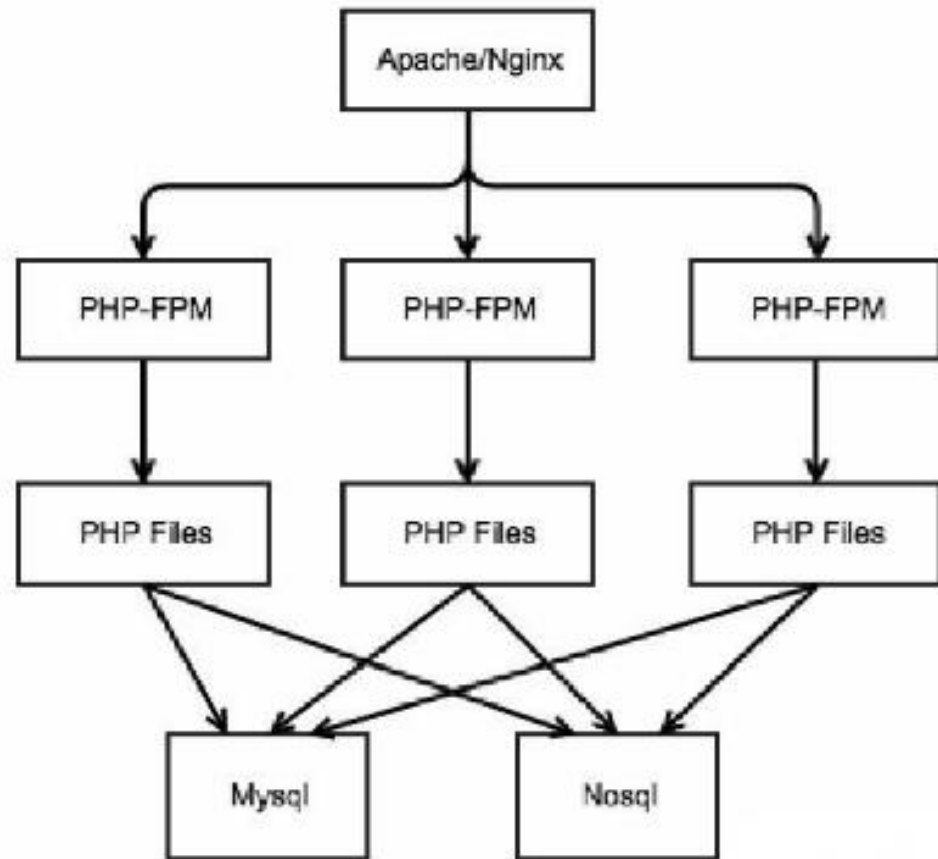 Apache/Nginx
PHP-FPM
PHP-FPM
PHP-FPM
PHP Files
PHP Files
PHP Files
Mysql
Nosql